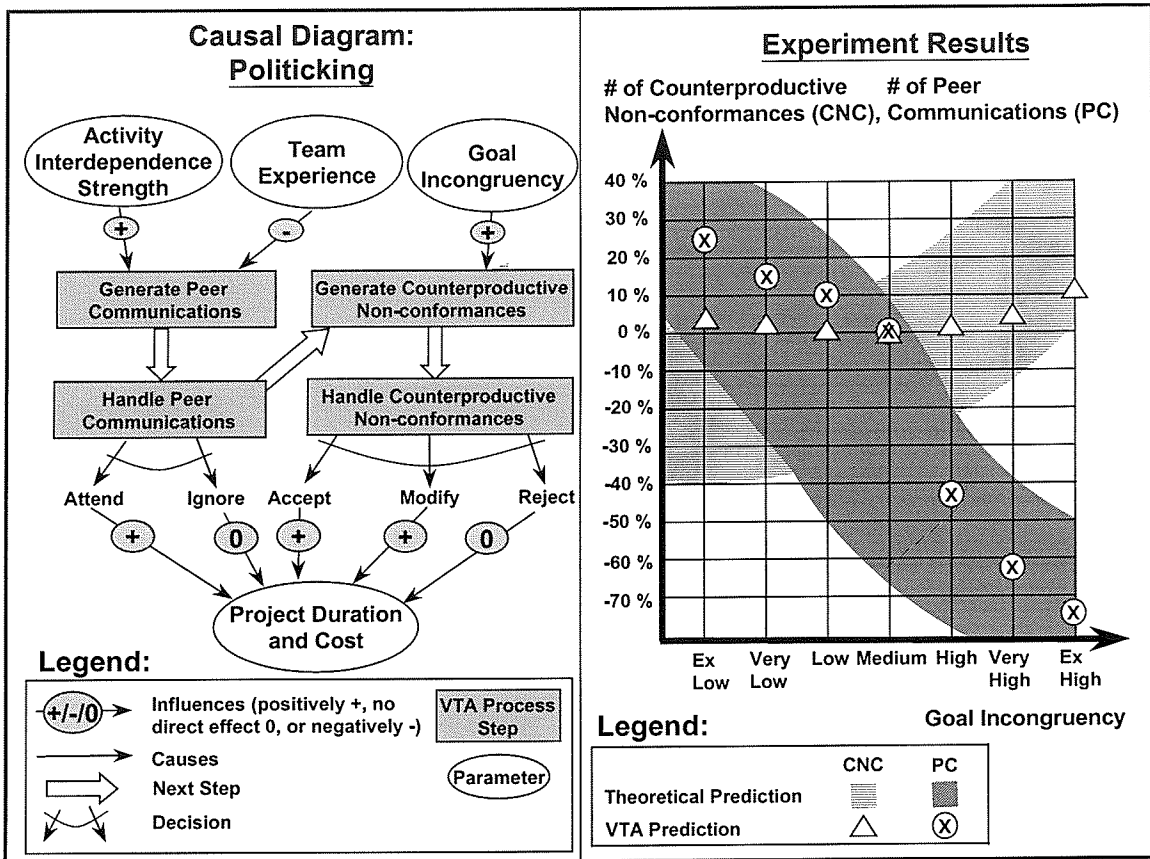 Causal Diagram:
Politicking
Activity
Interdependence
Strength
Team
Experience
Goal
Incongruency
+
-
+
Generate Peer
Communications
Generate Counterproductive
Non-conformances
Handle Peer
Communications
Handle Counterproductive
Non-conformances
Attend
Ignore
Accept
Modify
Reject
+
0
+
+
0
Project Duration
and Cost
Legend:
+/-/0
Influences (positively +, no
direct effect 0, or negatively -)
Causes
Next Step
Decision
VTA Process
Step
Parameter
Experiment Results
# of Counterproductive # of Peer
Non-conformances (CNC), Communications (PC)
40 %
30 %
20 %
10 %
0 %
-10 %
-20 %
-30 %
-40 %
-50 %
-60 %
-70 %
X
X
X
X
X
X
X
Ex
Low
Very
Low
Low
Medium
High
Very
High
Ex
High
Goal Incongruency
Legend:
CNC PC
Theoretical Prediction
VTA Prediction
X